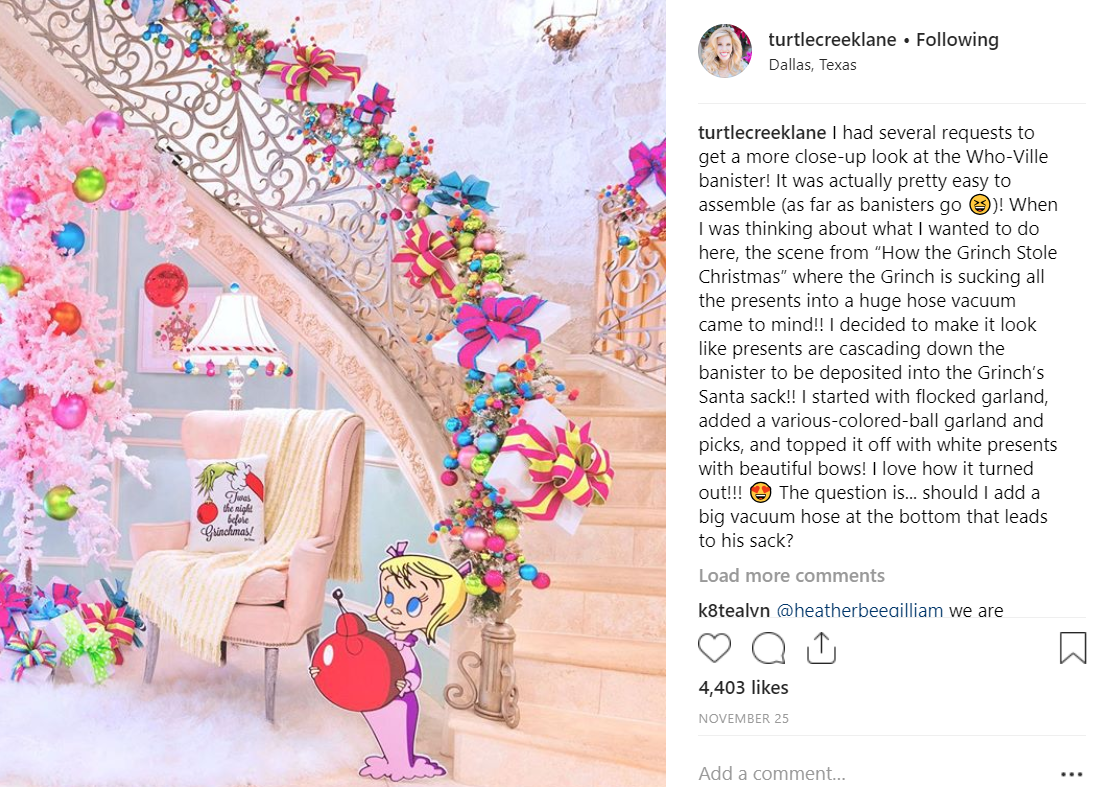 turtlecreeklane • Following
Dallas, Texas
turtlecreeklane I had several requests to
get a more close-up look at the Who-Ville
banister! It was actually pretty easy to
assemble (as far as banisters go 😆)! When
I was thinking about what I wanted to do
here, the scene from “How the Grinch Stole
Christmas” where the Grinch is sucking all
the presents into a huge hose vacuum
came to mind!! I decided to make it look
like presents are cascading down the
banister to be deposited into the Grinch’s
Santa sack!! I started with flocked garland,
added a various-colored-ball garland and
picks, and topped it off with white presents
with beautiful bows! I love how it turned
out!!! 😍 The question is... should I add a
big vacuum hose at the bottom that leads
to his sack?
Load more comments
k8tealyn @heatherbeegilliam we are
4,403 likes
NOVEMBER 25
Add a comment...
'Twas
the night
before
Grinchmas!